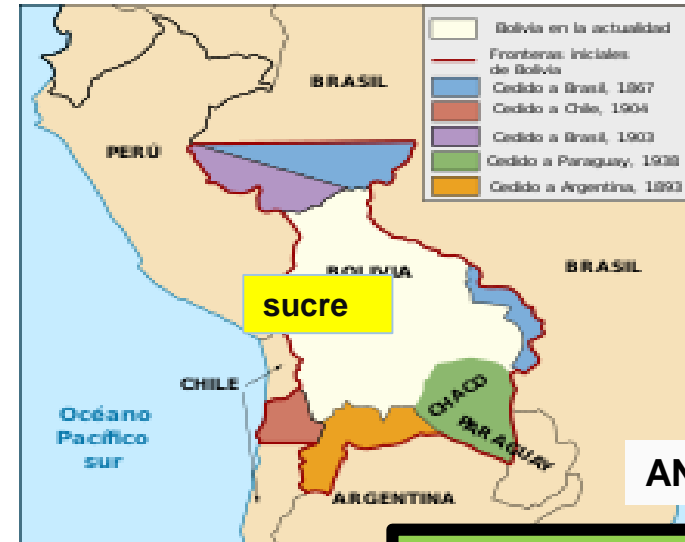 Bolivia en la actualidad
Fronteras iniciales
de Bolivia
Cedido a Brasil, 1867
Cedido a Chile, 1904
Cedido a Brasil, 1903
Cedido a Paraguay, 1938
Cedido a Argentina, 1893
BRASIL
PERÚ
BOLIVIA
BRASIL
sucre
CHILE
CHACO
PARAGUAY
Océano
Pacífico
sur
ARGENTINA
AN